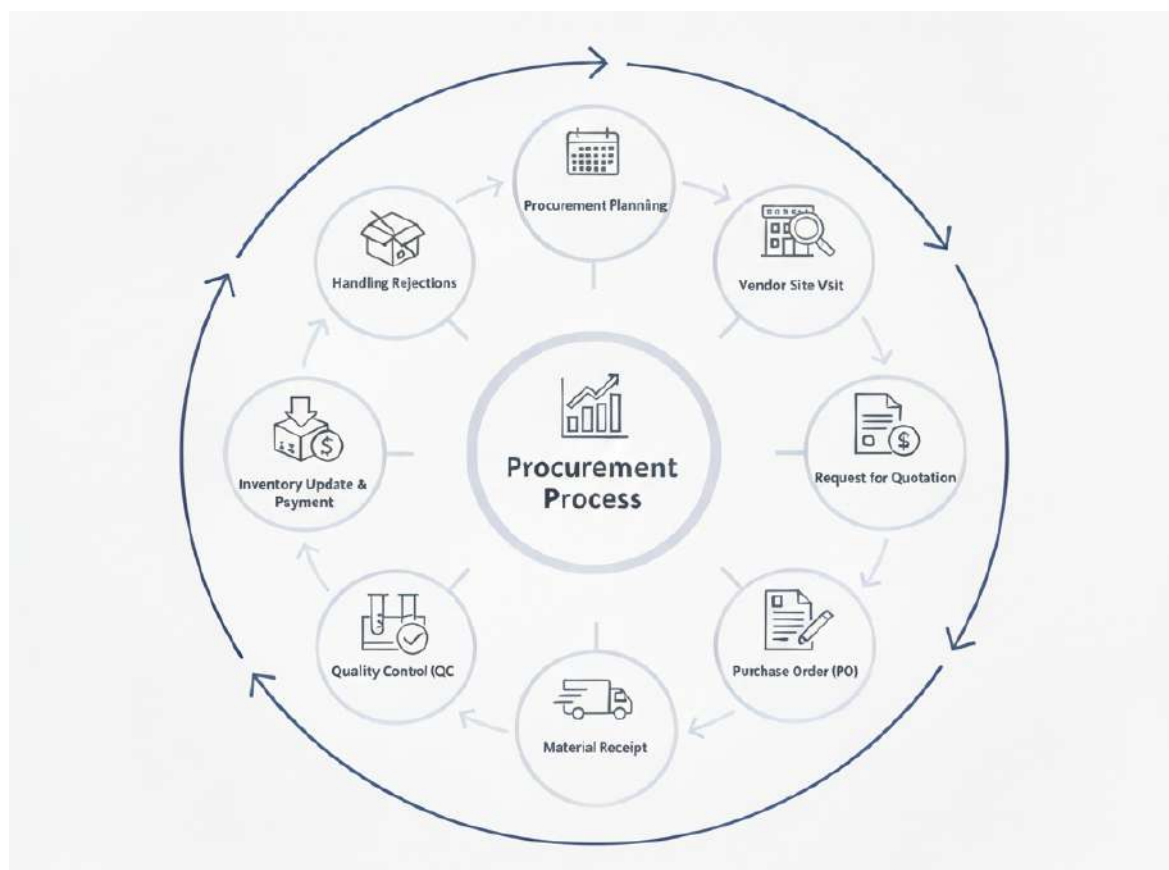 Procurement Planning
Vendor Site Vsit
Request for Quotation
Purchase Order (PO)
Material Receipt
Quality Control (QC
Inventory Update &
Psyment
Handling Rejections
Procurement
Process
$
$